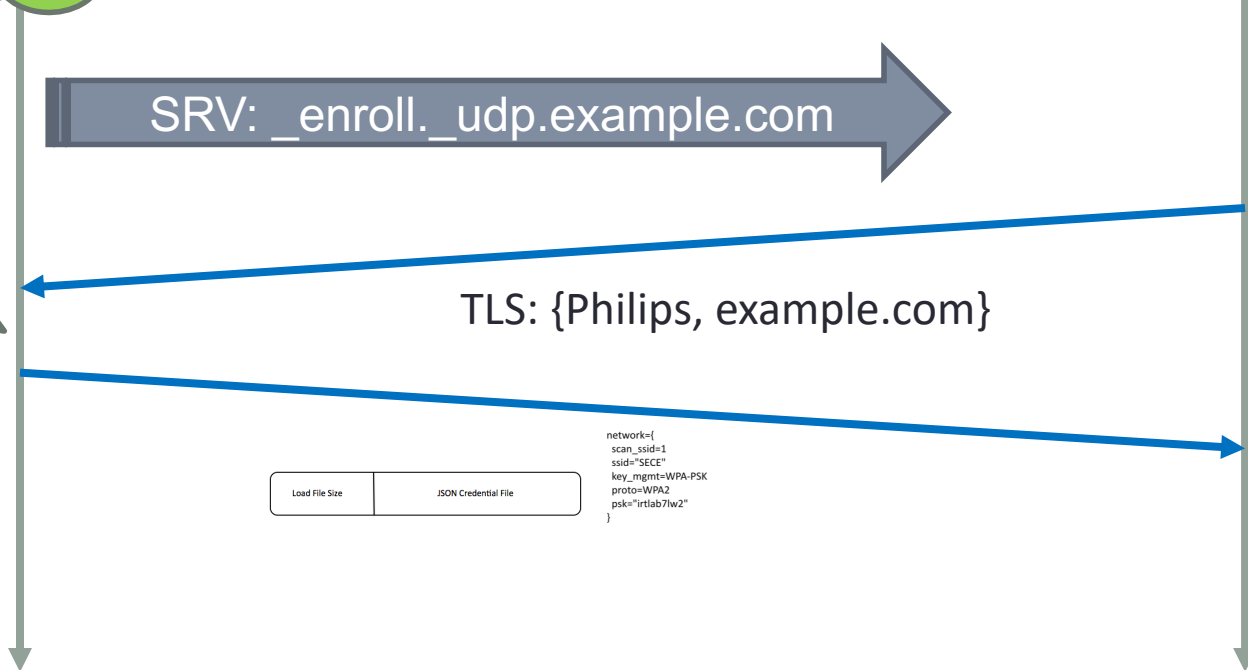 SRV: _enroll._udp.example.com
TLS: {Philips, example.com}
network={
scan_ssid=1
ssid="SECE"
key_mgmt=WPA-PSK
proto=WPA2
psk="irtlab7lw2"
}
Load File Size
JSON Credential File